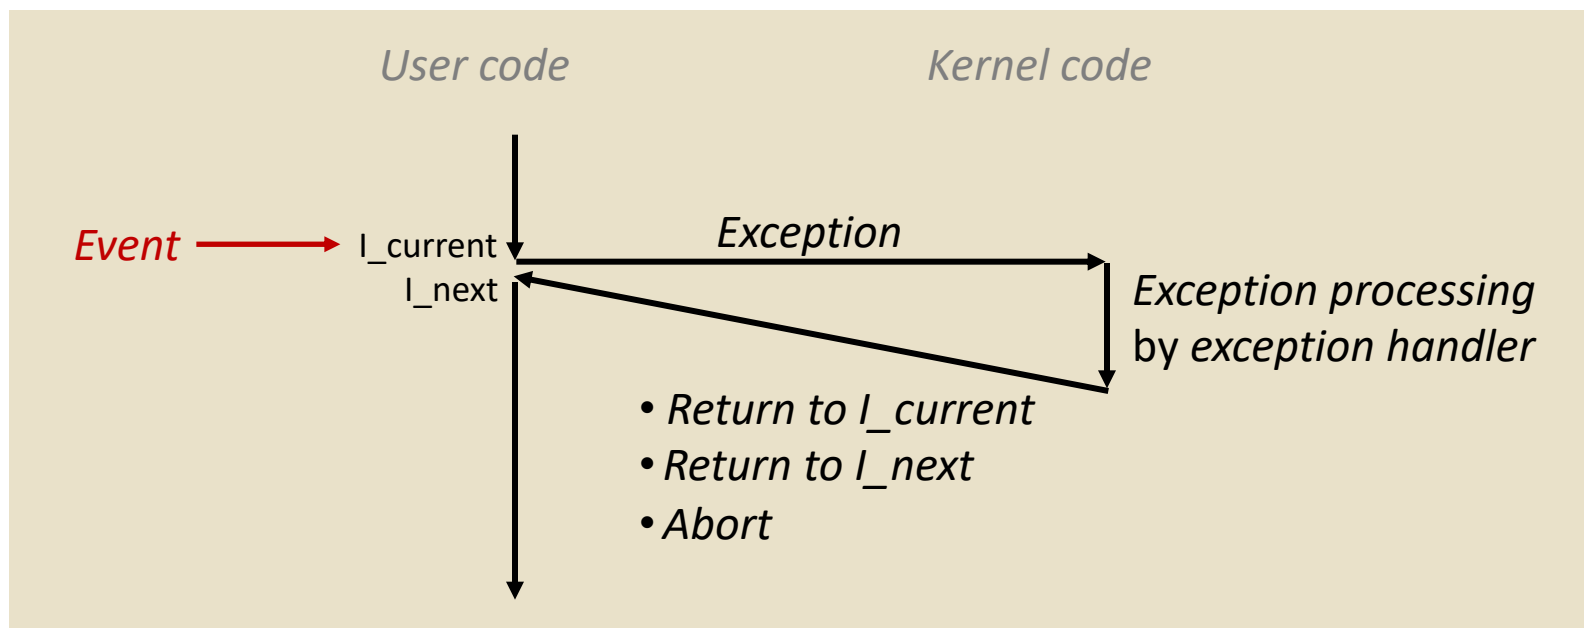 User code
Kernel code
Event
I_current
Exception
I_next
Exception processing
by exception handler
• Return to I_current
• Return to I_next
• Abort